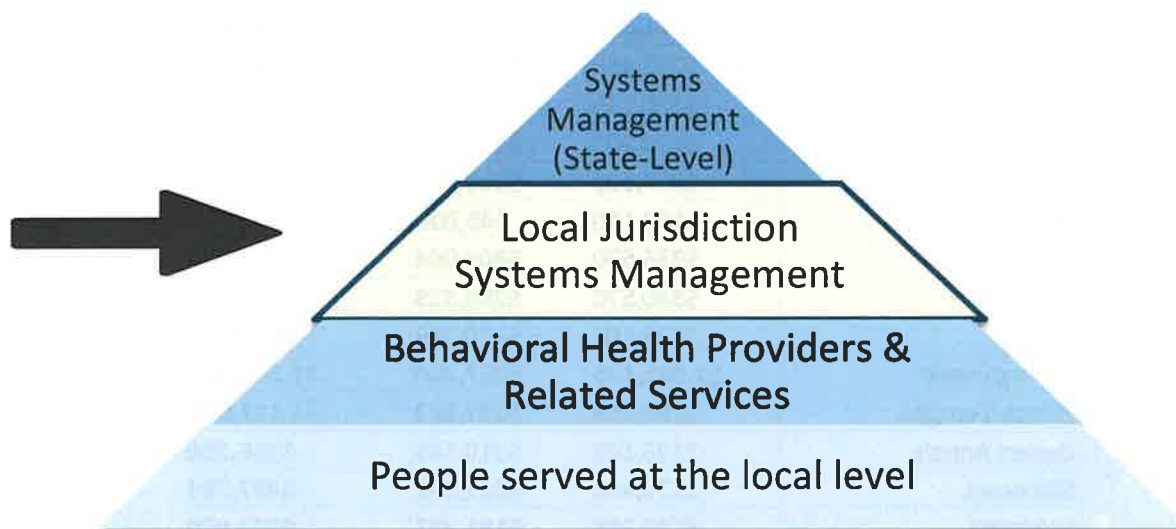 Systems
Management
(State-Level)
Local Jurisdiction
Systems Management
Behavioral Health Providers &
Related Services
People served at the local level